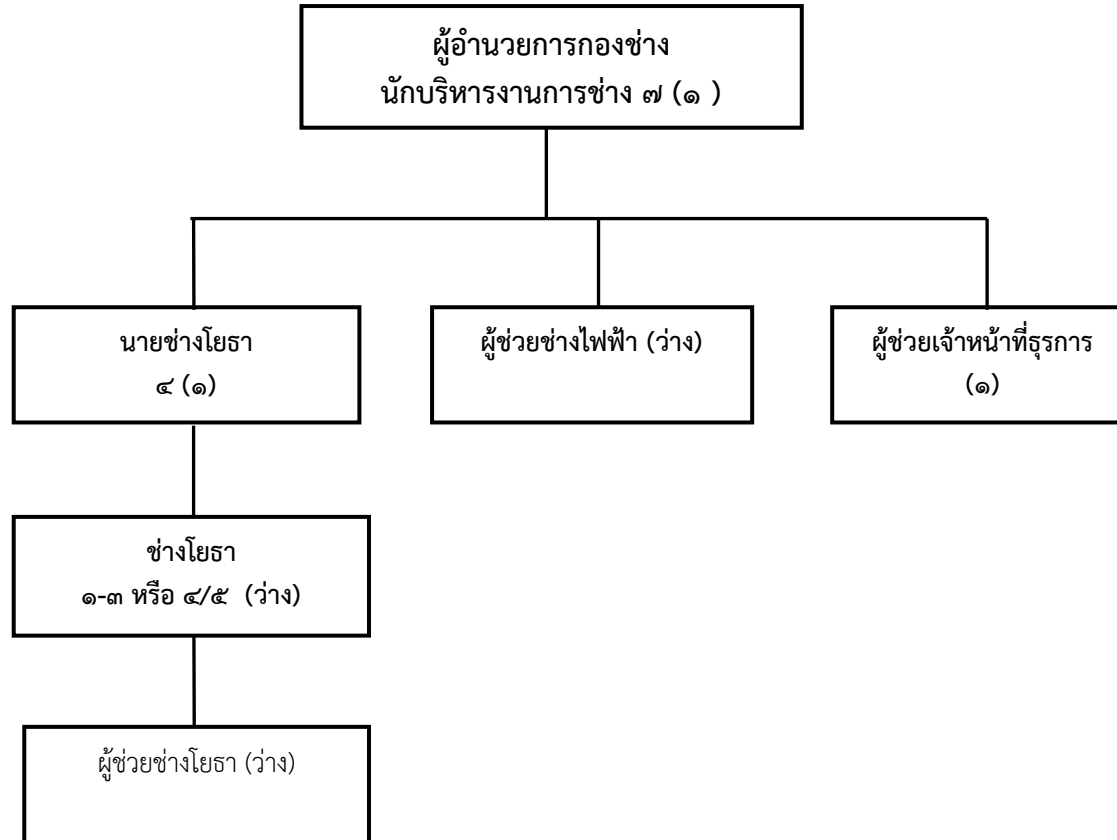 ผู้อำนวยการกองช่าง
นักบริหารงานการช่าง ๗ (๑ )
นายช่างโยธา
๔ (๑)
ผู้ช่วยช่างไฟฟ้า (ว่าง)
ผู้ช่วยเจ้าหน้าที่ธุรการ
(๑)
ช่างโยธา
๑-๓ หรือ ๔/๕ (ว่าง)
ผู้ช่วยช่างโยธา (ว่าง)